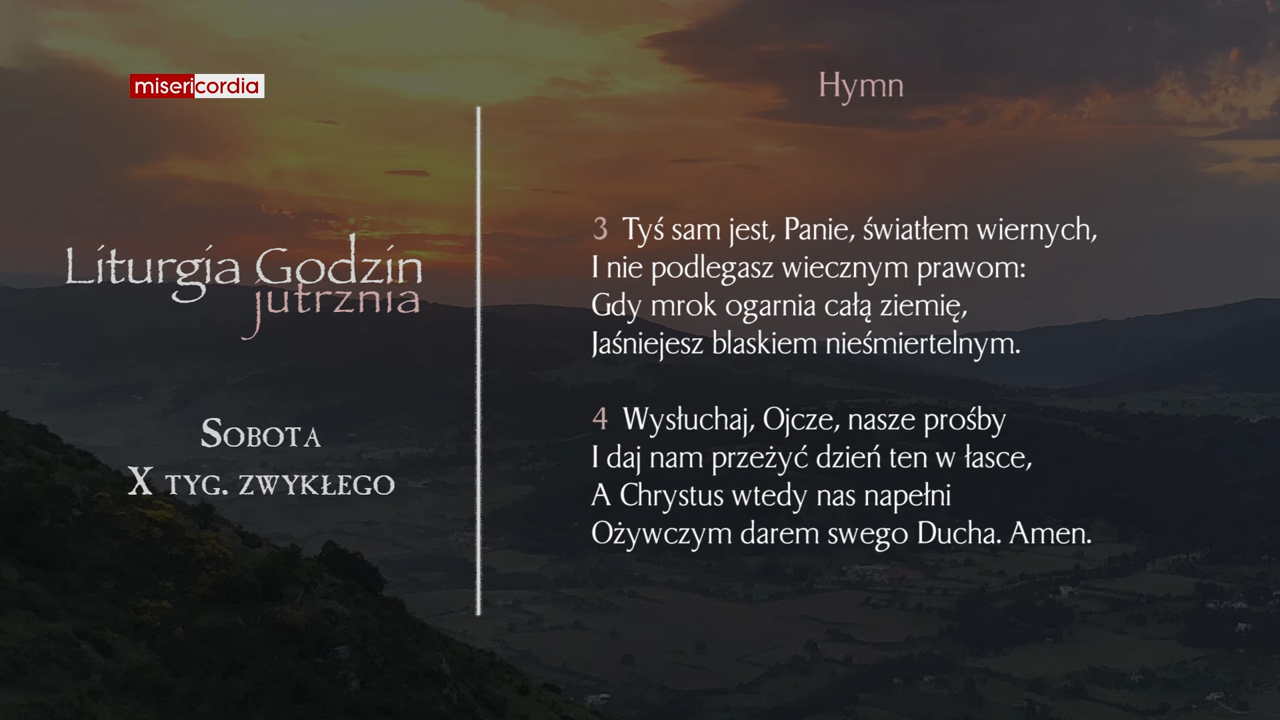 misericordia
Liturgia Godzin
jutrznia
Sobota
X tyg. zwykłego
Hymn
3 Tyś sam jest, Panie, światłem wiernych,
I nie podlegasz wiecznym prawom:
Gdy mrok ogarnia całą ziemię,
Jaśniejesz blaskiem nieśmiertelnym.
4 Wysłuchaj, Ojcze, nasze prośby
I daj nam przeżyć dzień ten w łasce,
A Chrystus wtedy nas napełni
Ożywczym darem swego Ducha. Amen.